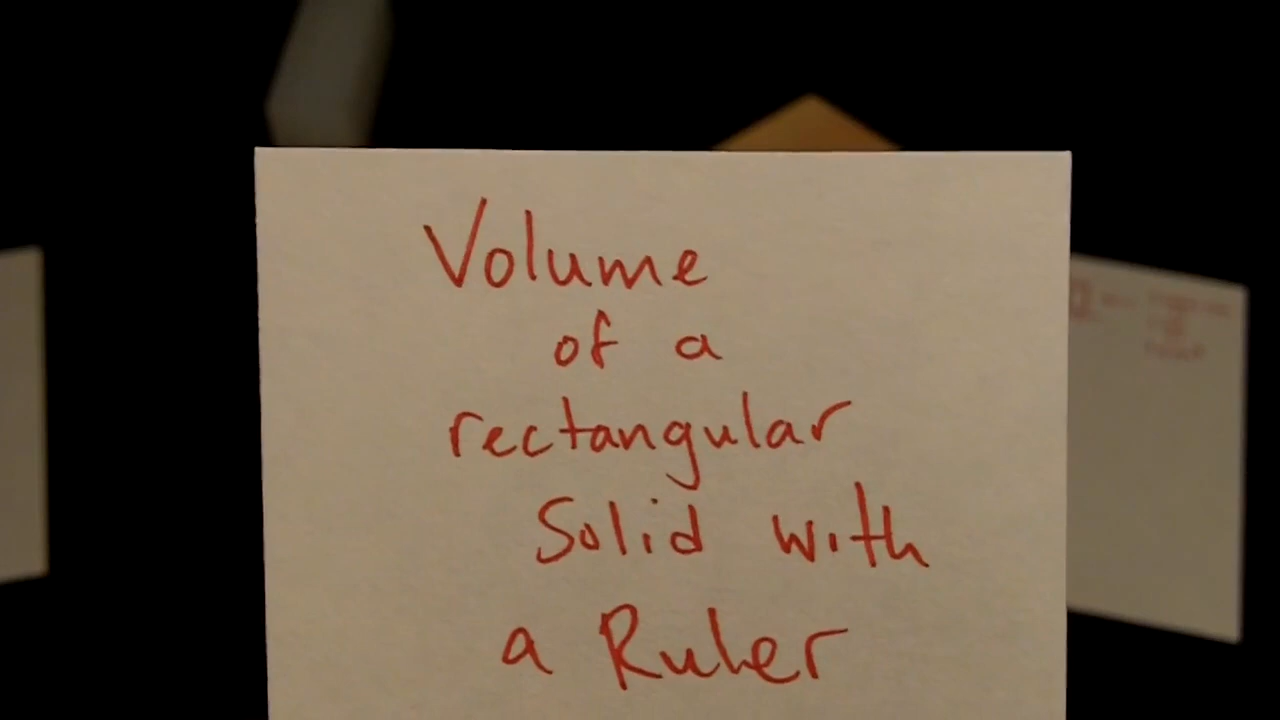 Volume
of a
rectangular
Solid with
a Ruler